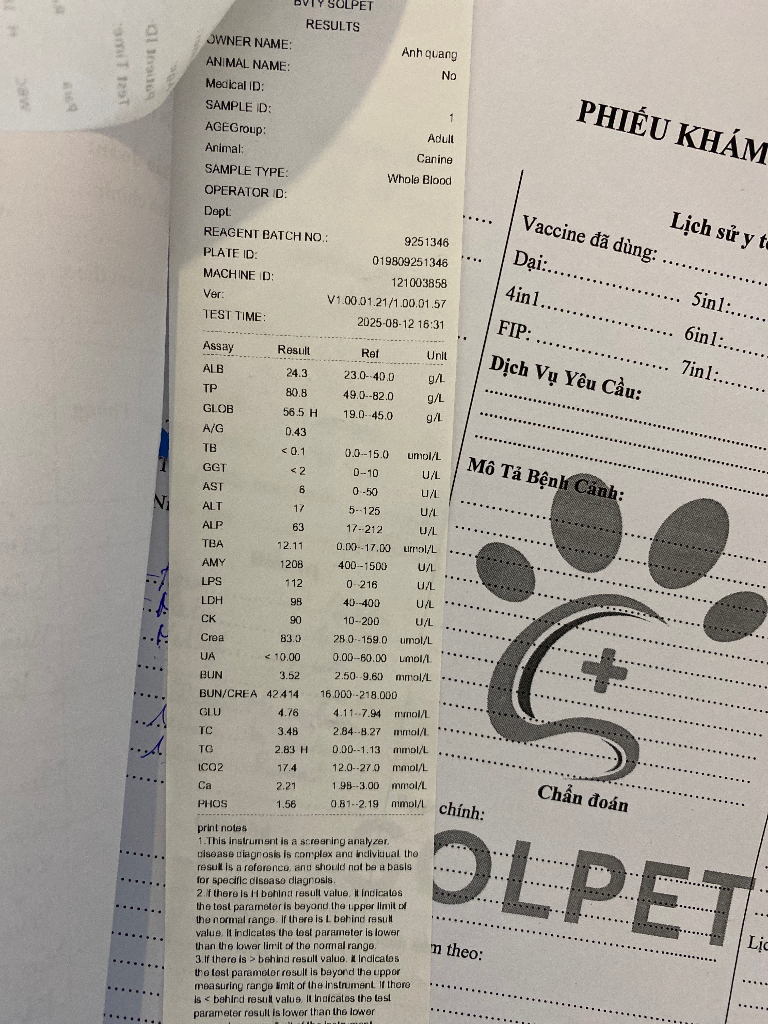 BVTY SOLPET
RESULTS
OWNER NAME: Anh quang
ANIMAL NAME: No
Medical ID:
SAMPLE ID: 1
AGEGroup: Adult
Animal: Canine
SAMPLE TYPE: Whole Blood
OPERATOR ID:
Dept:
REAGENT BATCH NO.: 9251346
PLATE ID: 019809251346
MACHINE ID: 121003858
Ver: V1.00.01.21/1.00.01.57
TEST TIME: 2025-08-12 16:31
Assay Result Ref Unit
ALB 24.3 23.0--40.0 g/L
TP 80.8 49.0--82.0 g/L
GLOB 56.5 H 19.0--45.0 g/L
A/G 0.43
TB < 0.1 0.0--15.0 umol/L
GGT < 2 0--10 U/L
AST 6 0--50 U/L
ALT 17 5--125 U/L
ALP 63 17--212 U/L
TBA 12.11 0.00--17.00 umol/L
AMY 1208 400--1500 U/L
LPS 112 0--216 U/L
LDH 98 40--400 U/L
CK 90 10--200 U/L
Crea 83.0 28.0--159.0 umol/L
UA < 10.00 0.00--60.00 umol/L
BUN 3.52 2.50--9.60 mmol/L
BUN/CREA 42.414 16.000--218.000
GLU 4.76 4.11--7.94 mmol/L
TC 3.48 2.84--8.27 mmol/L
TG 2.83 H 0.00--1.13 mmol/L
tCO2 17.4 12.0--27.0 mmol/L
Ca 2.21 1.98--3.00 mmol/L
PHOS 1.56 0.81--2.19 mmol/L
print notes
1.This instrument is a screening analyzer,
disease diagnosis is complex and individual, the
result is a reference, and should not be a basis
for specific disease diagnosis.
2.If there is H behind result value, it indicates
the test parameter is beyond the upper limit of
the normal range. If there is L behind result
value, it indicates the test parameter is lower
than the lower limit of the normal range.
3.If there is > behind result value, it indicates
the test parameter result is beyond the upper
measuring range limit of the instrument. If there
is < behind result value, it indicates the test
parameter result is lower than the lower
PHIẾU KHÁM
Lịch sử y tế
Vaccine đã dùng:
Dại: 5in1:
4in1 6in1:
FIP: 7in1:
Dịch Vụ Yêu Cầu:
Mô Tả Bệnh Cảnh:
Chẩn đoán
chính:
OLPET
m theo:
Test Time:
Patient ID
WBC
Para